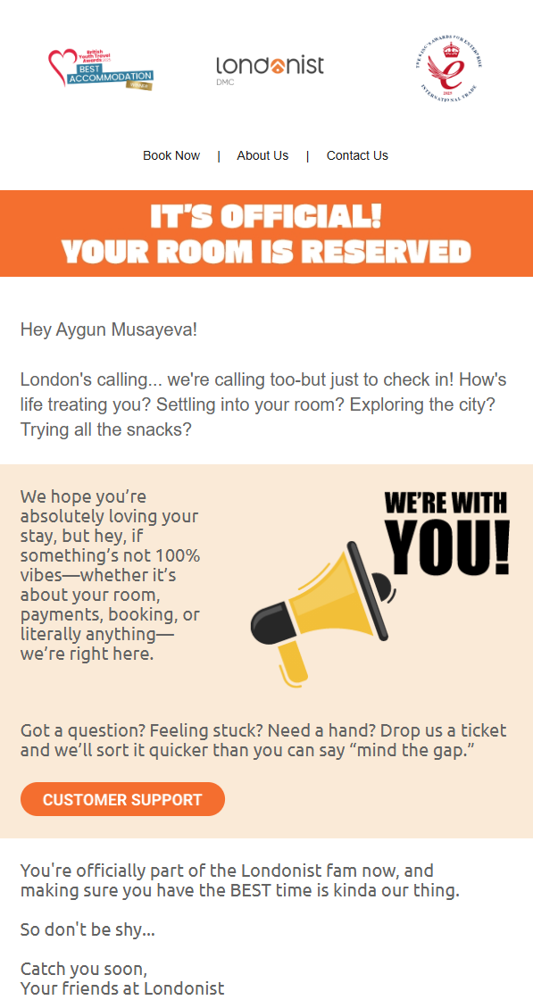 British
Youth Travel
Awards 2025
BEST
ACCOMMODATION
londonist
DMC
THE KING'S AWARDS FOR ENTERPRISE
2025
INTERNATIONAL TRADE
Book Now | About Us | Contact Us
IT'S OFFICIAL!
YOUR ROOM IS RESERVED
Hey Aygun Musayeva!
London's calling... we're calling too-but just to check in! How's
life treating you? Settling into your room? Exploring the city?
Trying all the snacks?
We hope you’re
absolutely loving your
stay, but hey, if
something’s not 100%
vibes—whether it’s
about your room,
payments, booking, or
literally anything—
we’re right here.
WE'RE WITH
YOU!
Got a question? Feeling stuck? Need a hand? Drop us a ticket
and we’ll sort it quicker than you can say “mind the gap.”
CUSTOMER SUPPORT
You're officially part of the Londonist fam now, and
making sure you have the BEST time is kinda our thing.
So don't be shy...
Catch you soon,
Your friends at Londonist